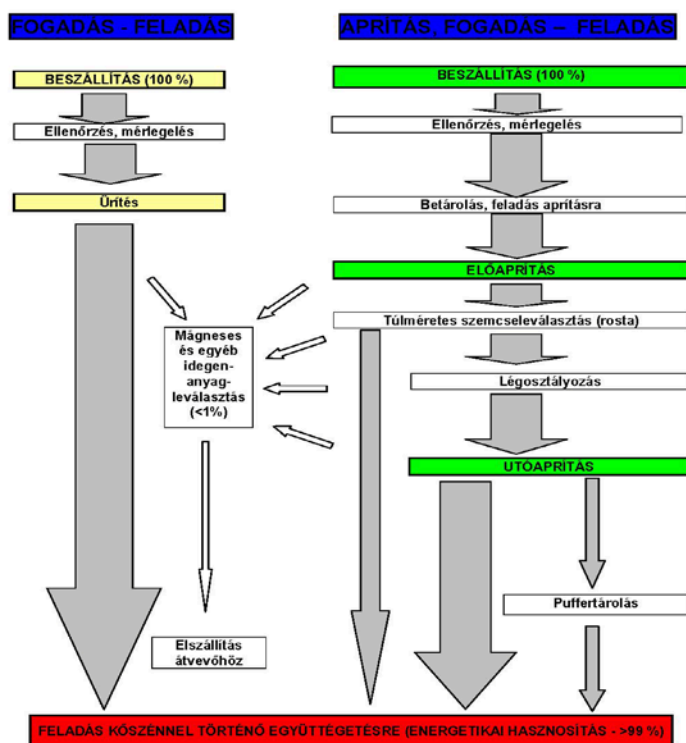 FOGADÁS - FELADÁS
BESZÁLLÍTÁS (100 %)
Ellenőrzés, mérlegelés
Ürítés
APRÍTÁS, FOGADÁS – FELADÁS
BESZÁLLÍTÁS (100 %)
Ellenőrzés, mérlegelés
Betárolás, feladás aprításra
ELŐAPRÍTÁS
Túlméretes szemcseleválasztás (rosta)
Légosztályozás
UTÓAPRÍTÁS
Puffertárolás
Mágneses
és egyéb
idegen-
anyag-
leválasztás
(<1%)
Elszállítás
átvevőhöz
FELADÁS KŐSZÉNNEL TÖRTÉNŐ EGYÜTTÉGETÉSRE (ENERGETIKAI HASZNOSÍTÁS - >99 %)